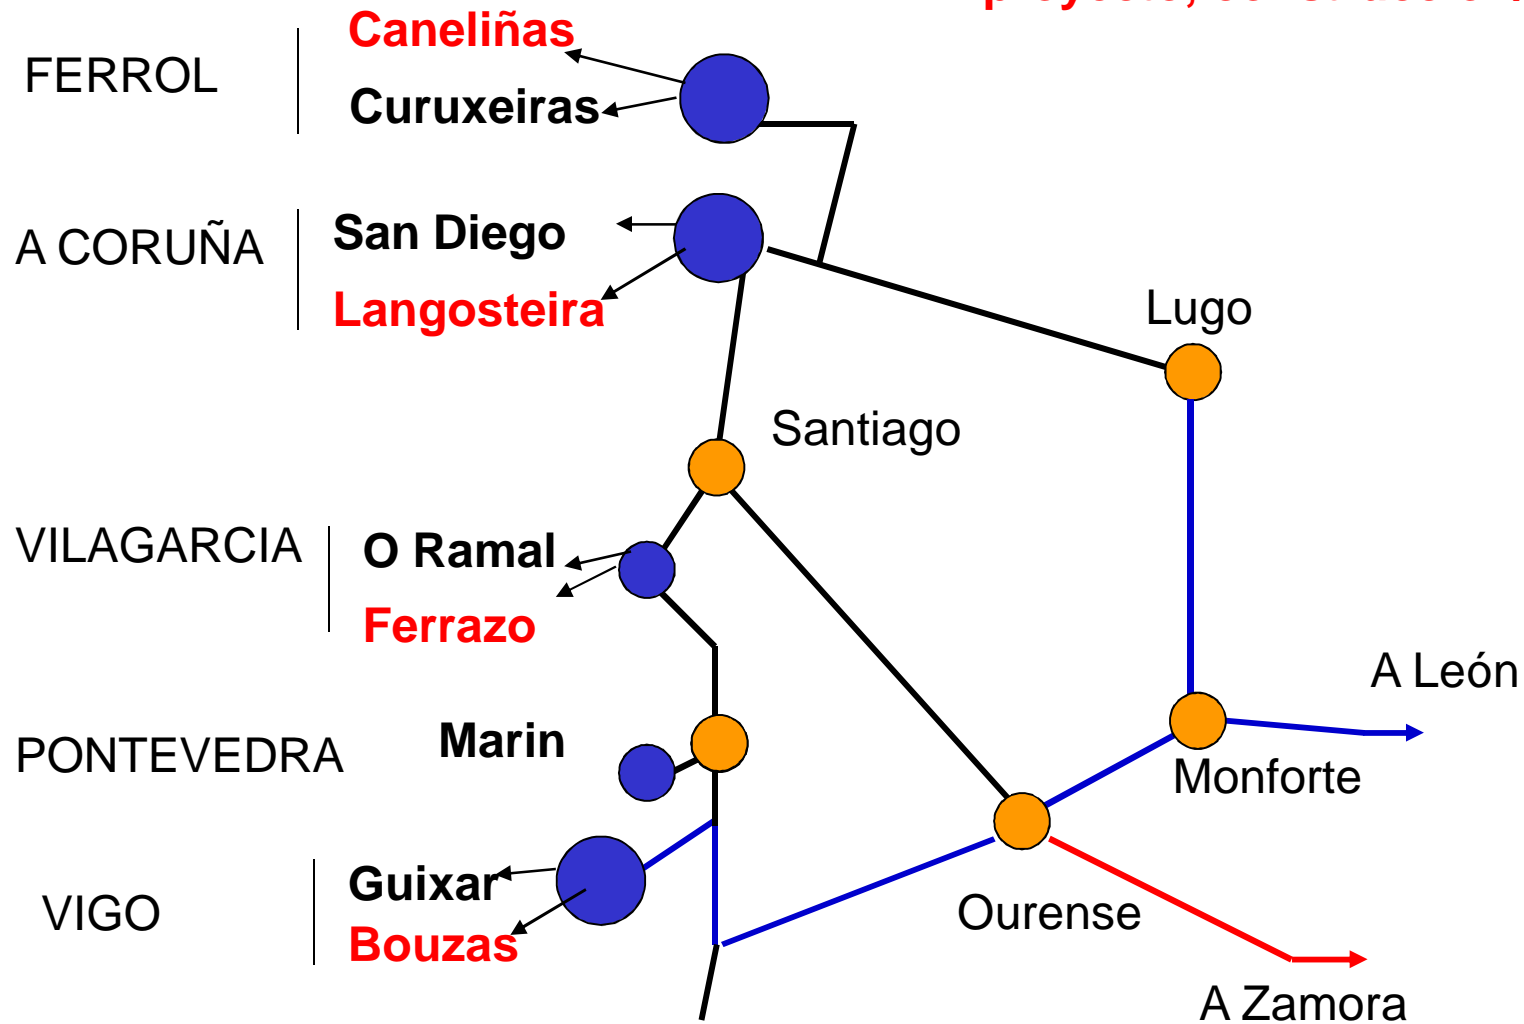 FERROL
Caneliñas
Curuxeiras
A CORUÑA
San Diego
Langosteira
Lugo
Santiago
VILAGARCIA
O Ramal
Ferrazo
A León
PONTEVEDRA
Marin
Monforte
VIGO
Guixar
Bouzas
Ourense
A Zamora